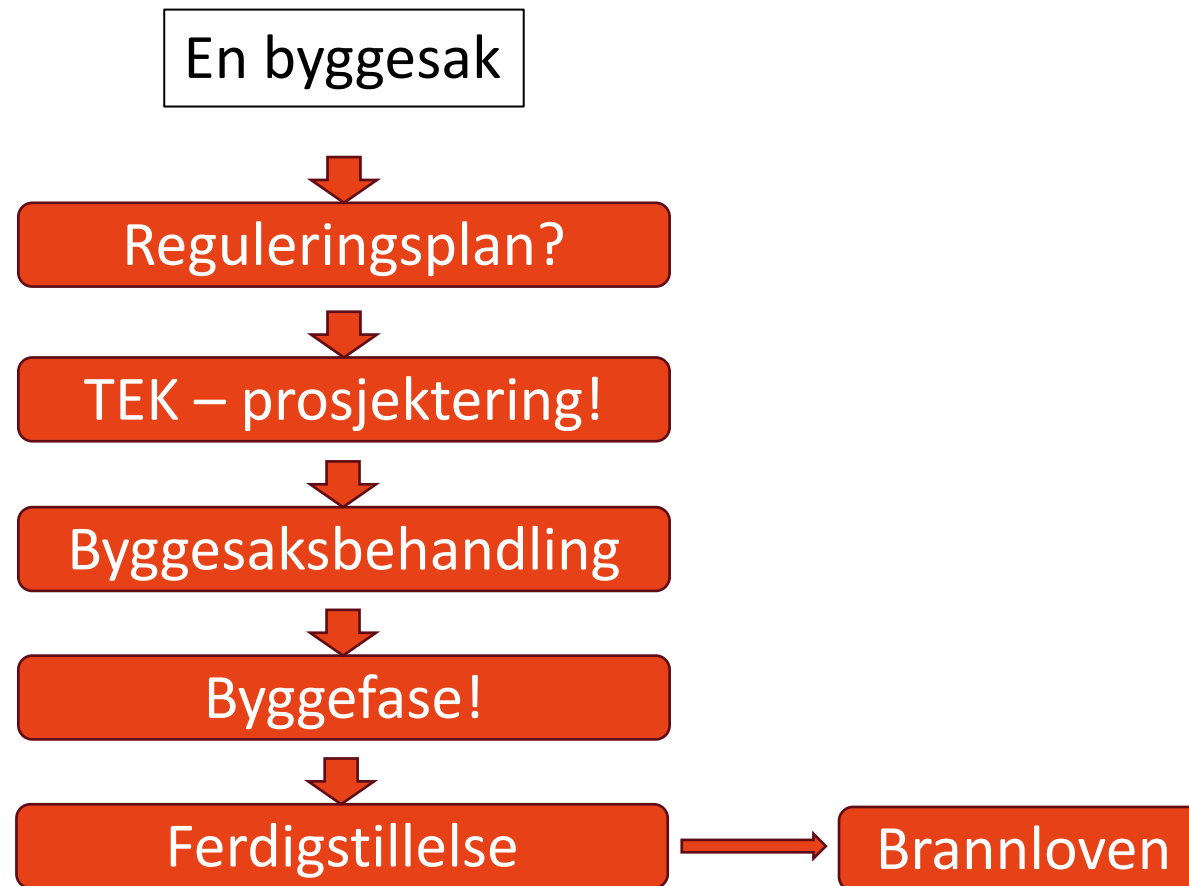 En byggesak
Reguleringsplan?
TEK – prosjektering!
Byggesaksbehandling
Byggefase!
Ferdigstillelse
Brannloven